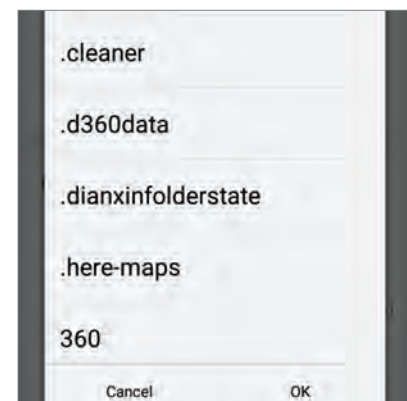 .cleaner
.d360data
.dianxinfolderstate
.here-maps
360
Cancel OK